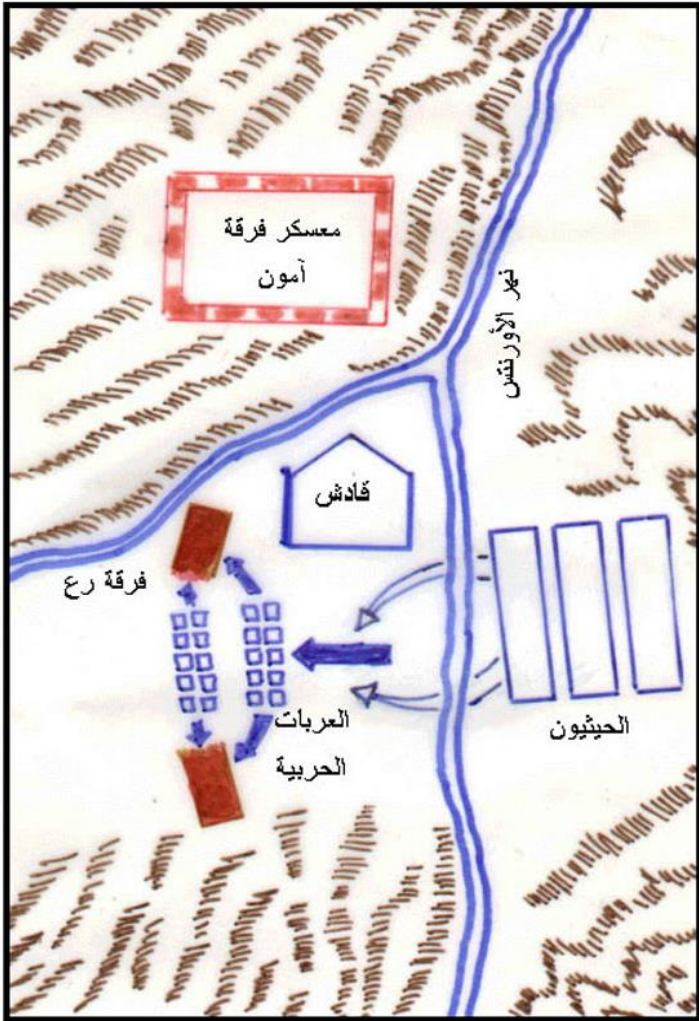 معسكر فرقة
آمون
نهر الأورنتس
قادش
فرقة رع
العربات
الحربية
الحيثيون